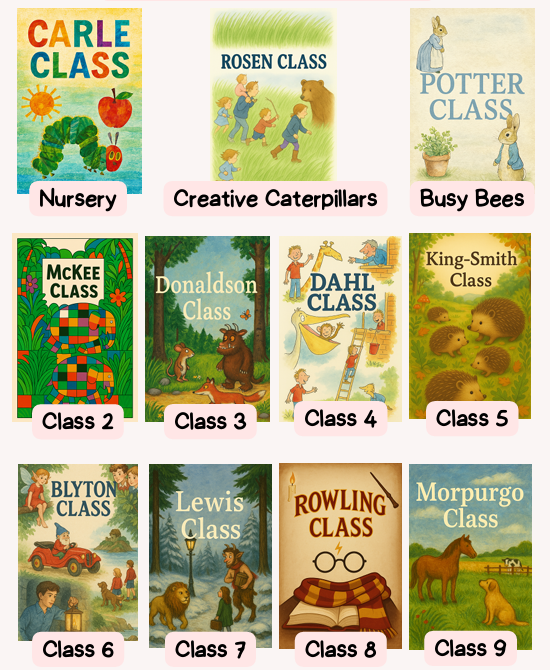 CARLE
CLASS
Nursery
ROSEN CLASS
Creative Caterpillars
POTTER
CLASS
Busy Bees
McKEE
CLASS
Class 2
Donaldson
Class
Class 3
DAHL
CLASS
Class 4
King-Smith
Class
Class 5
BLYTON
CLASS
Class 6
Lewis
Class
Class 7
ROWLING
CLASS
Class 8
Morpurgo
Class
Class 9